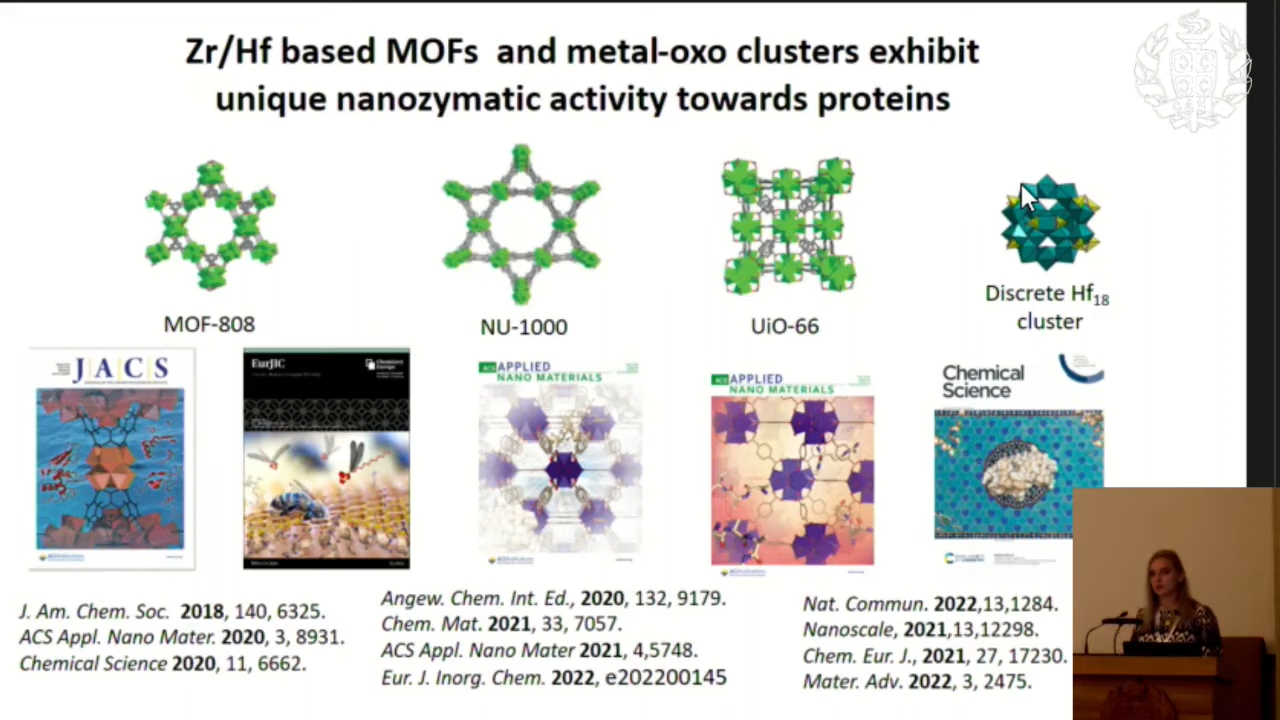 Zr/Hf based MOFs and metal-oxo clusters exhibit
unique nanozymatic activity towards proteins
MOF-808
NU-1000
UiO-66
Discrete Hf₁₈
cluster
JACS
EurJIC
Chemistry
Europe
ACS APPLIED
NANO MATERIALS
ACS APPLIED
NANO MATERIALS
Chemical
Science
J. Am. Chem. Soc. 2018, 140, 6325.
ACS Appl. Nano Mater. 2020, 3, 8931.
Chemical Science 2020, 11, 6662.
Angew. Chem. Int. Ed., 2020, 132, 9179.
Chem. Mat. 2021, 33, 7057.
ACS Appl. Nano Mater 2021, 4,5748.
Eur. J. Inorg. Chem. 2022, e202200145
Nat. Commun. 2022,13,1284.
Nanoscale, 2021,13,12298.
Chem. Eur. J., 2021, 27, 17230.
Mater. Adv. 2022, 3, 2475.